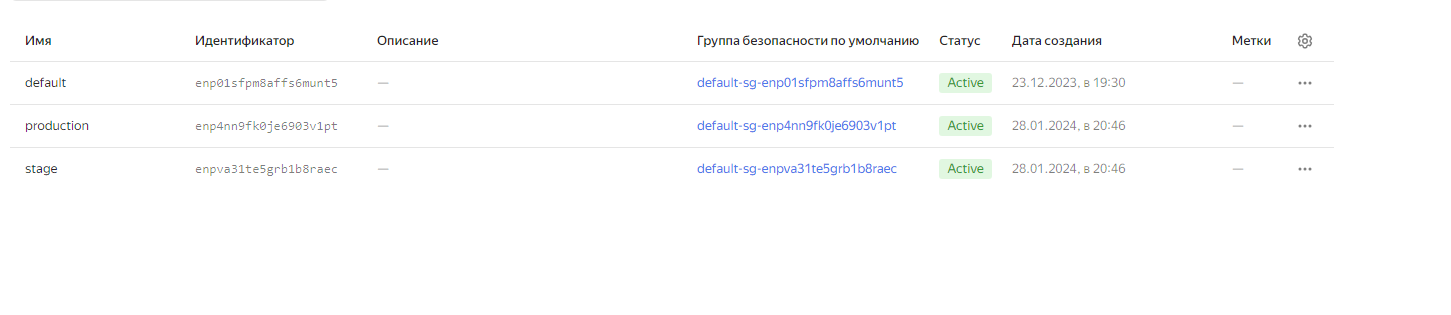 Имя Идентификатор Описание Группа безопасности по умолчанию Статус Дата создания Метки
default enp01sfpm8affs6munt5 — default-sg-enp01sfpm8affs6munt5 Active 23.12.2023, в 19:30 —
production enp4nn9fk0je6903v1pt — default-sg-enp4nn9fk0je6903v1pt Active 28.01.2024, в 20:46 —
stage enpva31te5grb1b8raec — default-sg-enpva31te5grb1b8raec Active 28.01.2024, в 20:46 —